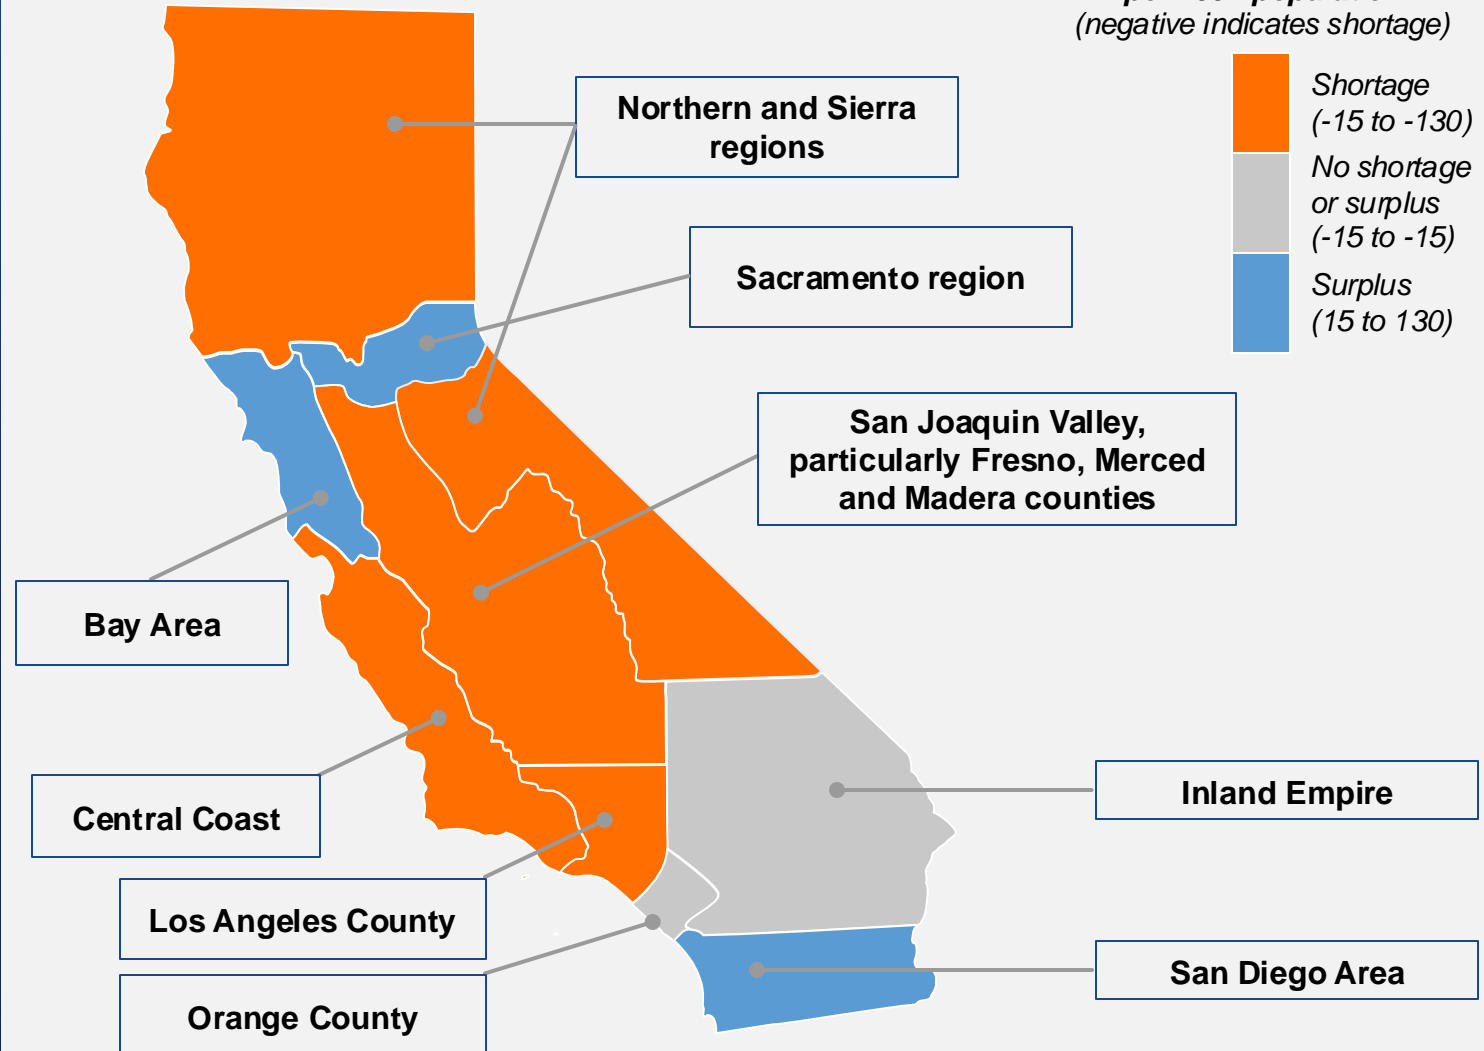 (negative indicates shortage)
Shortage
(-15 to -130)
No shortage
or surplus
(-15 to -15)
Surplus
(15 to 130)
Northern and Sierra
regions
Sacramento region
San Joaquin Valley,
particularly Fresno, Merced
and Madera counties
Bay Area
Central Coast
Inland Empire
Los Angeles County
San Diego Area
Orange County